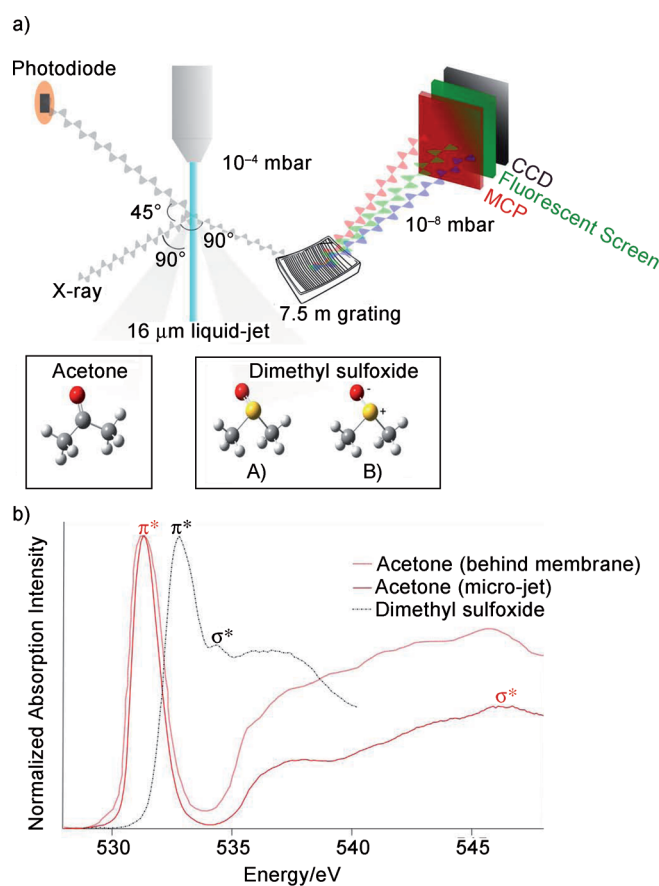 a)
Photodiode
10⁻⁴ mbar
45°
90°
90°
X-ray
16 μm liquid-jet
7.5 m grating
10⁻⁸ mbar
CCD
Fluorescent Screen
MCP
Acetone
Dimethyl sulfoxide
- 
+
A)
B)
b)
π*
π*
σ*
σ*
Acetone (behind membrane)
Acetone (micro-jet)
Dimethyl sulfoxide
Normalized Absorption Intensity
530
535
540
545
Energy/eV